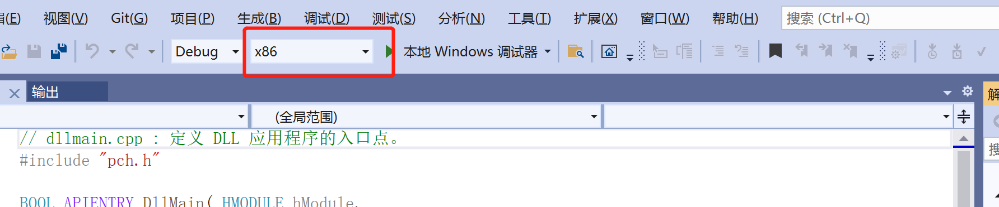 辑(E) 视图(V) Git(G) 项目(P) 生成(B) 调试(D) 测试(S) 分析(N) 工具(T) 扩展(X) 窗口(W) 帮助(H) 搜索 (Ctrl+Q)
Debug x86 本地 Windows 调试器
输出 解
(全局范围)
// dllmain.cpp : 定义 DLL 应用程序的入口点。
搜
#include "pch.h"
BOOL APIENTRY DllMain( HMODULE hModule,